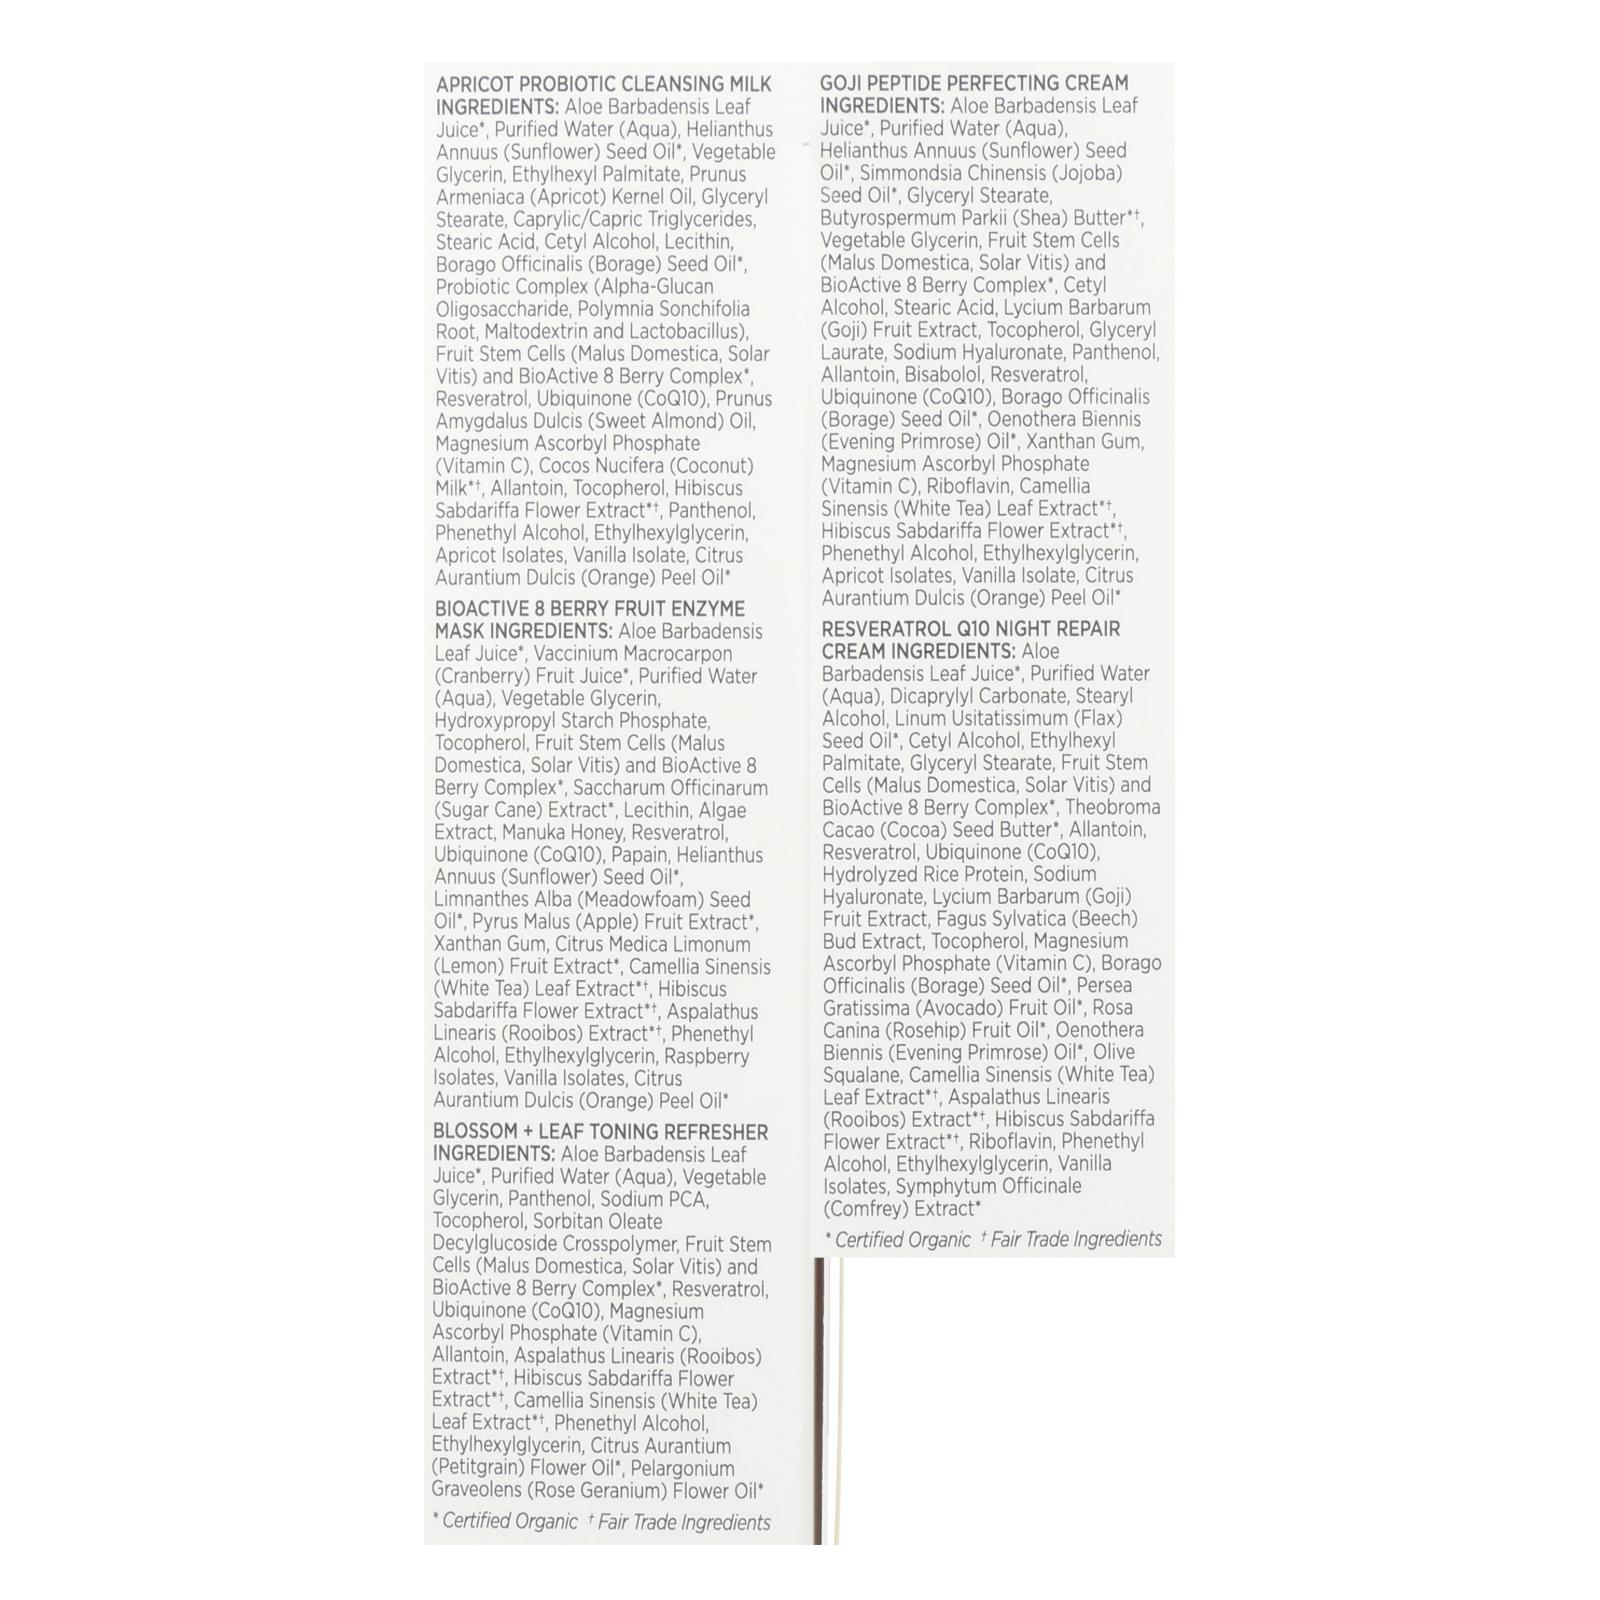 APRICOT PROBIOTIC CLEANSING MILK
INGREDIENTS: Aloe Barbadensis Leaf
Juice*, Purified Water (Aqua), Helianthus
Annuus (Sunflower) Seed Oil*, Vegetable
Glycerin, Ethylhexyl Palmitate, Prunus
Armeniaca (Apricot) Kernel Oil, Glyceryl
Stearate, Caprylic/Capric Triglycerides,
Stearic Acid, Cetyl Alcohol, Lecithin,
Borago Officinalis (Borage) Seed Oil*,
Probiotic Complex (Alpha-Glucan
Oligosaccharide, Polymnia Sonchifolia
Root, Maltodextrin and Lactobacillus),
Fruit Stem Cells (Malus Domestica, Solar
Vitis) and BioActive 8 Berry Complex*,
Resveratrol, Ubiquinone (CoQ10), Prunus
Amygdalus Dulcis (Sweet Almond) Oil,
Magnesium Ascorbyl Phosphate
(Vitamin C), Cocos Nucifera (Coconut)
Milk*†, Allantoin, Tocopherol, Hibiscus
Sabdariffa Flower Extract*†, Panthenol,
Phenethyl Alcohol, Ethylhexylglycerin,
Apricot Isolates, Vanilla Isolate, Citrus
Aurantium Dulcis (Orange) Peel Oil*
BIOACTIVE 8 BERRY FRUIT ENZYME
MASK INGREDIENTS: Aloe Barbadensis
Leaf Juice*, Vaccinium Macrocarpon
(Cranberry) Fruit Juice*, Purified Water
(Aqua), Vegetable Glycerin,
Hydroxypropyl Starch Phosphate,
Tocopherol, Fruit Stem Cells (Malus
Domestica, Solar Vitis) and BioActive 8
Berry Complex*, Saccharum Officinarum
(Sugar Cane) Extract*, Lecithin, Algae
Extract, Manuka Honey, Resveratrol,
Ubiquinone (CoQ10), Papain, Helianthus
Annuus (Sunflower) Seed Oil*,
Limnanthes Alba (Meadowfoam) Seed
Oil*, Pyrus Malus (Apple) Fruit Extract*,
Xanthan Gum, Citrus Medica Limonum
(Lemon) Fruit Extract*, Camellia Sinensis
(White Tea) Leaf Extract*†, Hibiscus
Sabdariffa Flower Extract*†, Aspalathus
Linearis (Rooibos) Extract*†, Phenethyl
Alcohol, Ethylhexylglycerin, Raspberry
Isolates, Vanilla Isolates, Citrus
Aurantium Dulcis (Orange) Peel Oil*
BLOSSOM + LEAF TONING REFRESHER
INGREDIENTS: Aloe Barbadensis Leaf
Juice*, Purified Water (Aqua), Vegetable
Glycerin, Panthenol, Sodium PCA,
Tocopherol, Sorbitan Oleate
Decylglucoside Crosspolymer, Fruit Stem
Cells (Malus Domestica, Solar Vitis) and
BioActive 8 Berry Complex*, Resveratrol,
Ubiquinone (CoQ10), Magnesium
Ascorbyl Phosphate (Vitamin C),
Allantoin, Aspalathus Linearis (Rooibos)
Extract*†, Hibiscus Sabdariffa Flower
Extract*†, Camellia Sinensis (White Tea)
Leaf Extract*†, Phenethyl Alcohol,
Ethylhexylglycerin, Citrus Aurantium
(Petitgrain) Flower Oil*, Pelargonium
Graveolens (Rose Geranium) Flower Oil*
* Certified Organic † Fair Trade Ingredients
GOJI PEPTIDE PERFECTING CREAM
INGREDIENTS: Aloe Barbadensis Leaf
Juice*, Purified Water (Aqua),
Helianthus Annuus (Sunflower) Seed
Oil*, Simmondsia Chinensis (Jojoba)
Seed Oil*, Glyceryl Stearate,
Butyrospermum Parkii (Shea) Butter*†,
Vegetable Glycerin, Fruit Stem Cells
(Malus Domestica, Solar Vitis) and
BioActive 8 Berry Complex*, Cetyl
Alcohol, Stearic Acid, Lycium Barbarum
(Goji) Fruit Extract, Tocopherol, Glyceryl
Laurate, Sodium Hyaluronate, Panthenol,
Allantoin, Bisabolol, Resveratrol,
Ubiquinone (CoQ10), Borago Officinalis
(Borage) Seed Oil*, Oenothera Biennis
(Evening Primrose) Oil*, Xanthan Gum,
Magnesium Ascorbyl Phosphate
(Vitamin C), Riboflavin, Camellia
Sinensis (White Tea) Leaf Extract*†,
Hibiscus Sabdariffa Flower Extract*†,
Phenethyl Alcohol, Ethylhexylglycerin,
Apricot Isolates, Vanilla Isolate, Citrus
Aurantium Dulcis (Orange) Peel Oil*
RESVERATROL Q10 NIGHT REPAIR
CREAM INGREDIENTS: Aloe
Barbadensis Leaf Juice*, Purified Water
(Aqua), Dicaprylyl Carbonate, Stearyl
Alcohol, Linum Usitatissimum (Flax)
Seed Oil*, Cetyl Alcohol, Ethylhexyl
Palmitate, Glyceryl Stearate, Fruit Stem
Cells (Malus Domestica, Solar Vitis) and
BioActive 8 Berry Complex*, Theobroma
Cacao (Cocoa) Seed Butter*, Allantoin,
Resveratrol, Ubiquinone (CoQ10),
Hydrolyzed Rice Protein, Sodium
Hyaluronate, Lycium Barbarum (Goji)
Fruit Extract, Fagus Sylvatica (Beech)
Bud Extract, Tocopherol, Magnesium
Ascorbyl Phosphate (Vitamin C), Borago
Officinalis (Borage) Seed Oil*, Persea
Gratissima (Avocado) Fruit Oil*, Rosa
Canina (Rosehip) Fruit Oil*, Oenothera
Biennis (Evening Primrose) Oil*, Olive
Squalane, Camellia Sinensis (White Tea)
Leaf Extract*†, Aspalathus Linearis
(Rooibos) Extract*†, Hibiscus Sabdariffa
Flower Extract*†, Riboflavin, Phenethyl
Alcohol, Ethylhexylglycerin, Vanilla
Isolates, Symphytum Officinale
(Comfrey) Extract*
* Certified Organic † Fair Trade Ingredients